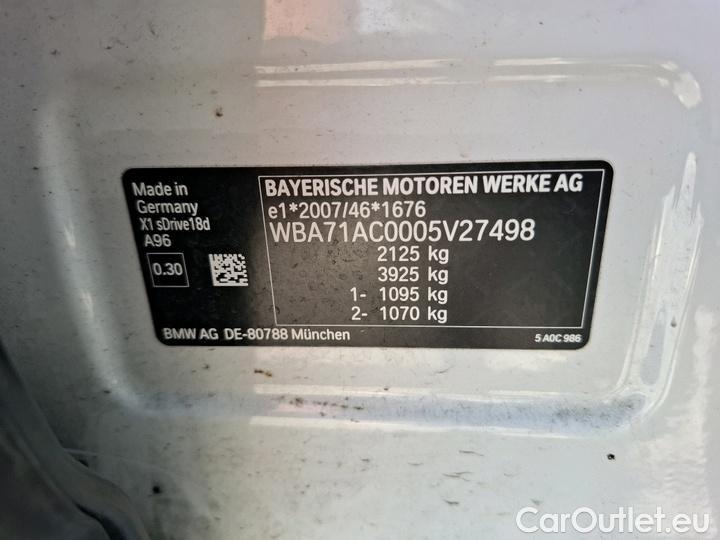 Made in
Germany
X1 sDrive18d
A96
0.30
BAYERISCHE MOTOREN WERKE AG
e1*2007/46*1676
WBA71AC0005V27498
2125 kg
3925 kg
1- 1095 kg
2- 1070 kg
BMW AG DE-80788 München
5 A0C 986
CarOutlet.eu